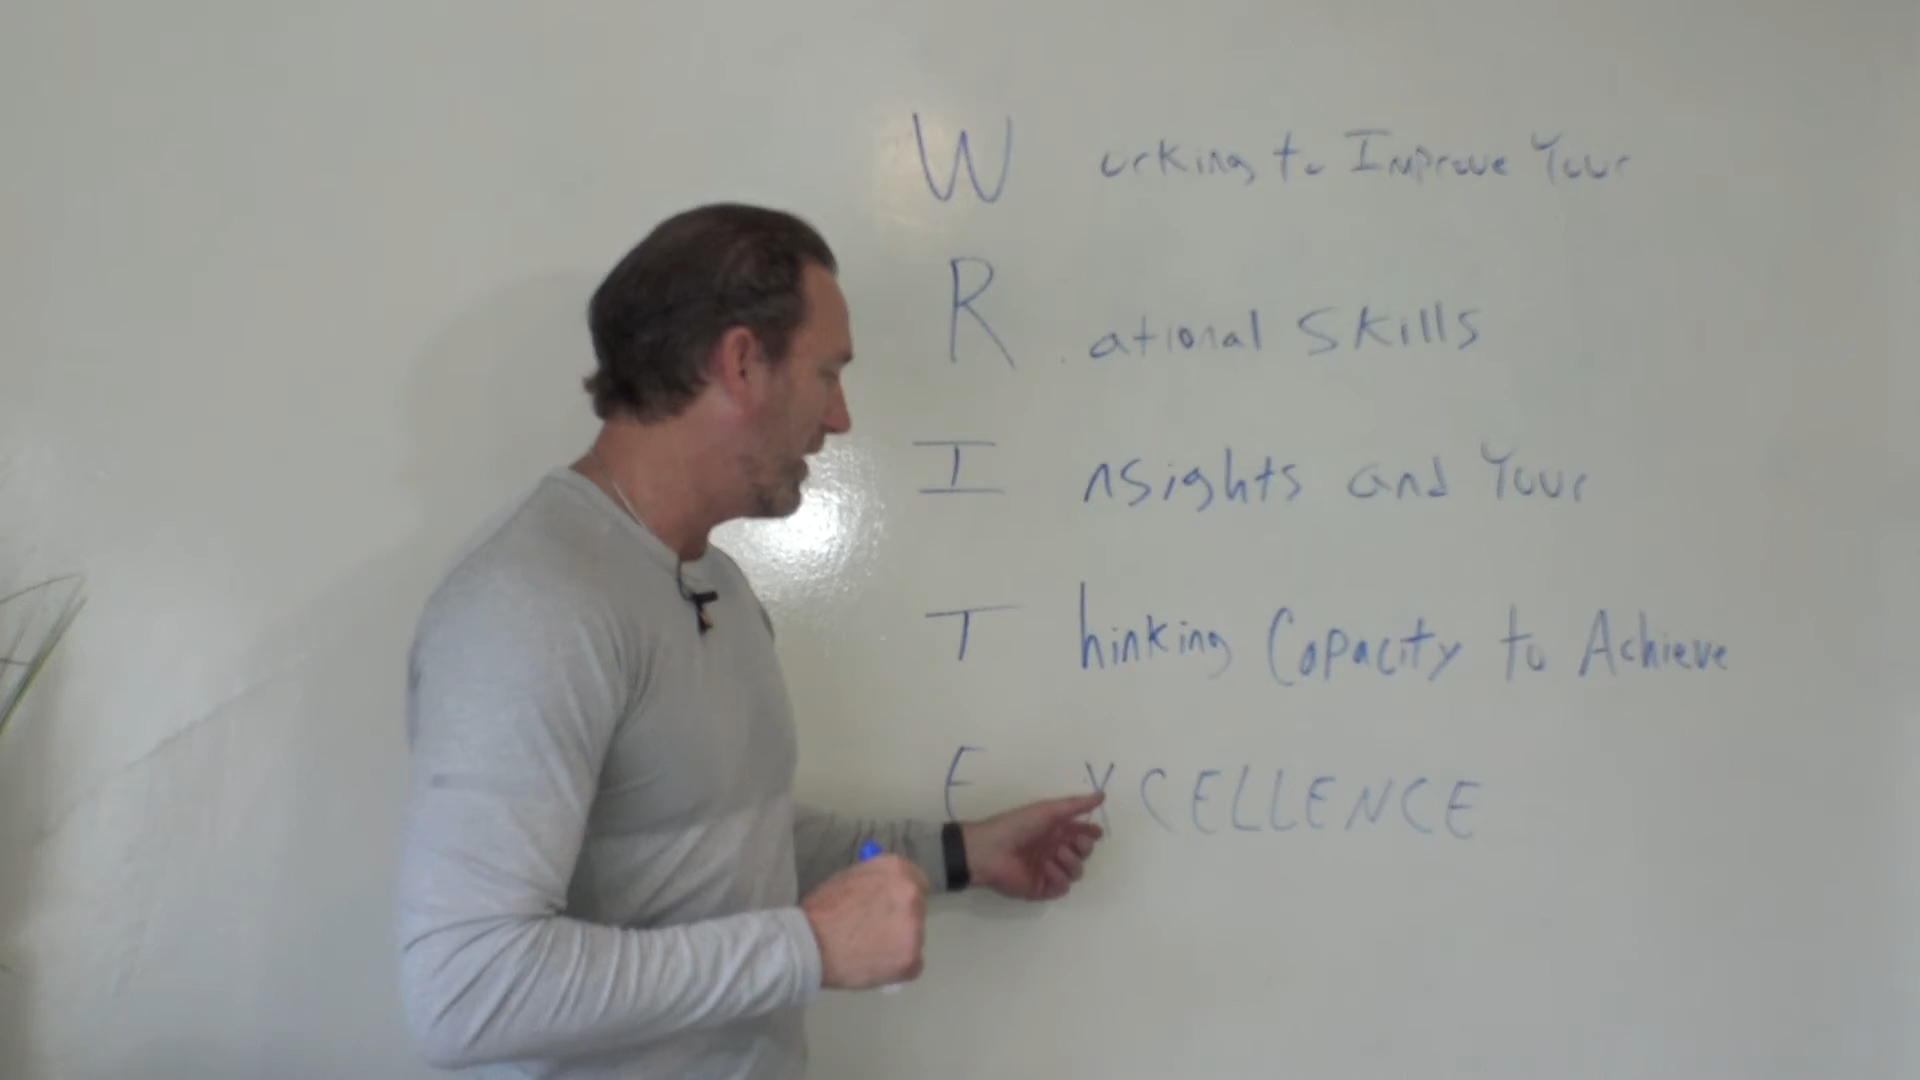 W orking to Improve Your
R ational Skills
I nsights and Your
T hinking Capacity to Achieve
E XCELLENCE